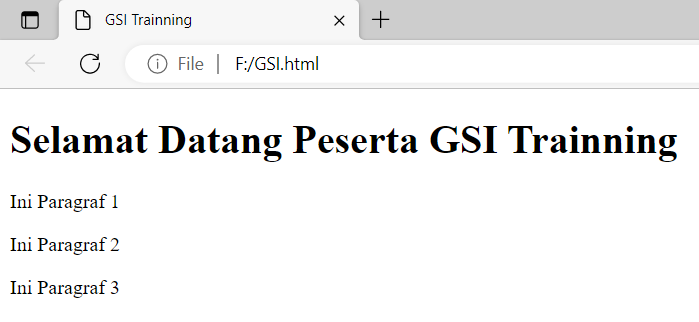 GSI Trainning
File
F:/GSI.html
Selamat Datang Peserta GSI Trainning
Ini Paragraf 1
Ini Paragraf 2
Ini Paragraf 3